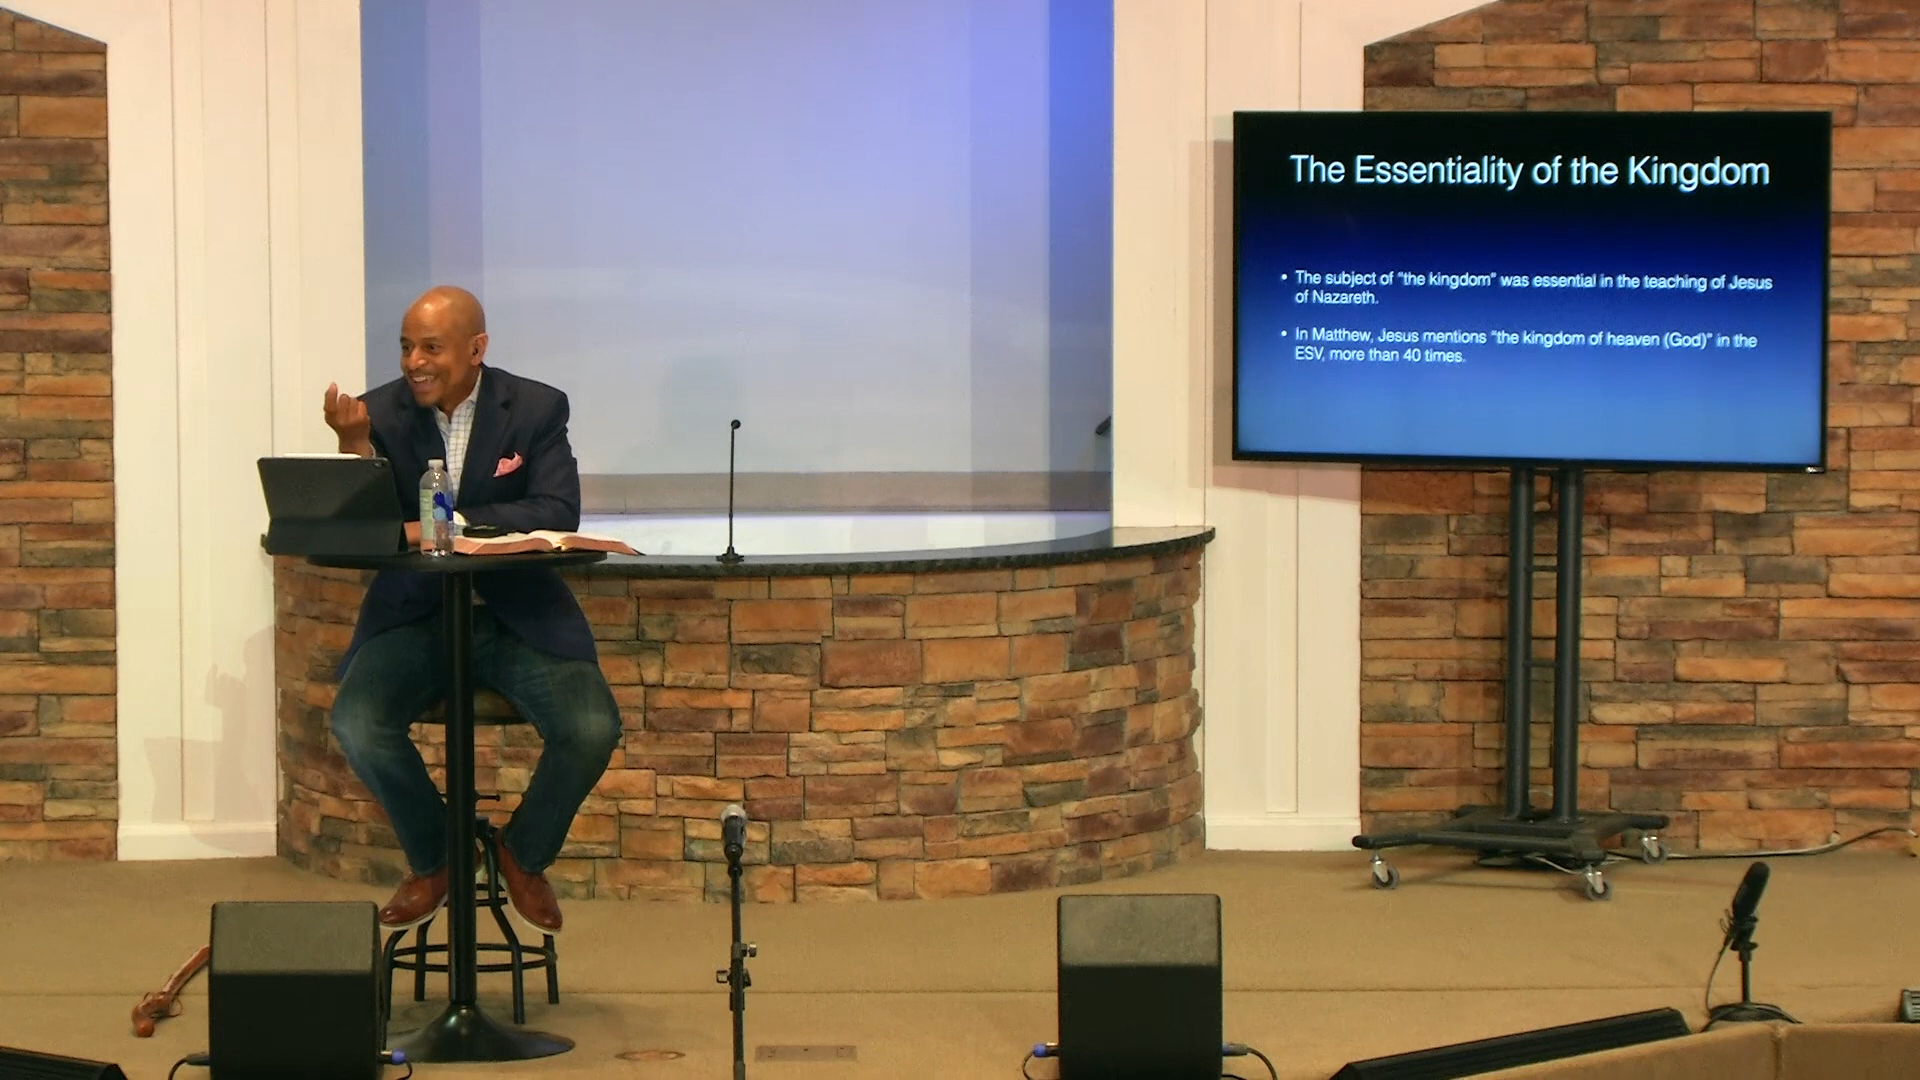 The Essentiality of the Kingdom
• The subject of "the kingdom" was essential in the teaching of Jesus
of Nazareth.
• In Matthew, Jesus mentions “the kingdom of heaven (God)” in the
ESV, more than 40 times.